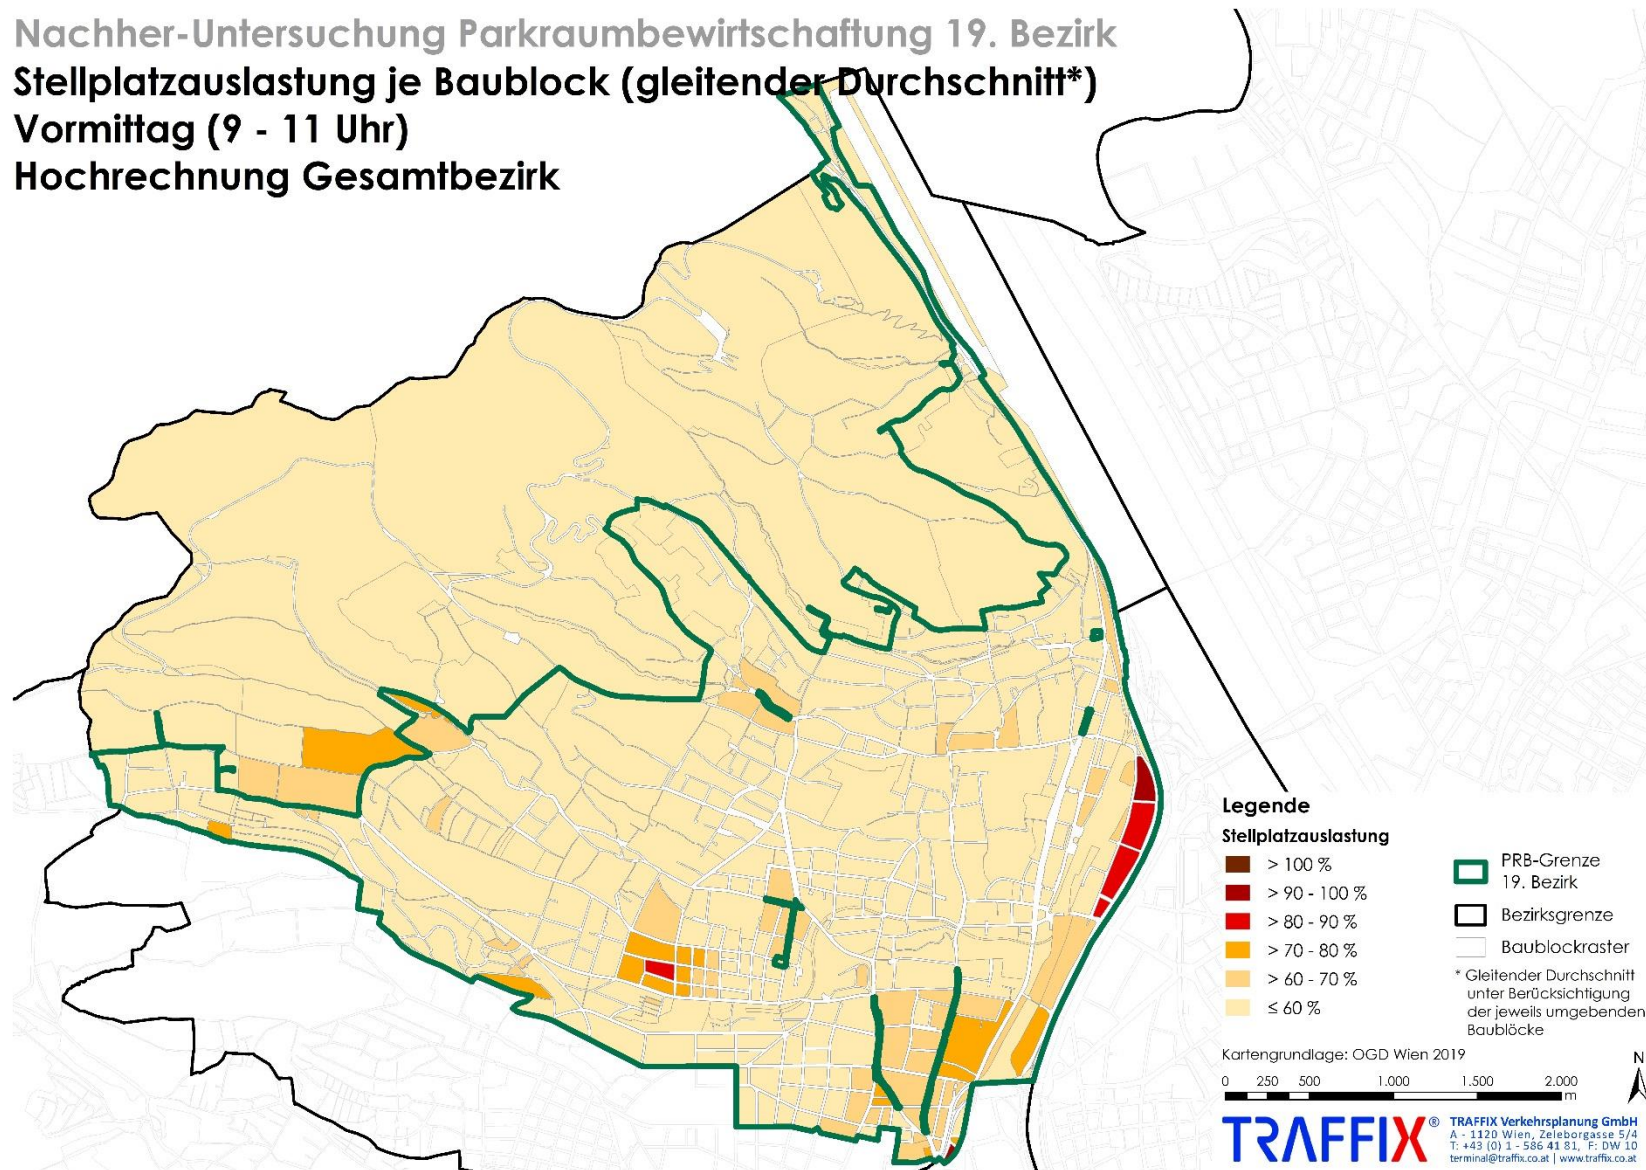 Nachher-Untersuchung Parkraumbewirtschaftung 19. Bezirk
Stellplatzauslastung je Baublock (gleitender Durchschnitt*)
Vormittag (9 - 11 Uhr)
Hochrechnung Gesamtbezirk
Legende
Stellplatzauslastung
> 100 %
> 90 - 100 %
> 80 - 90 %
> 70 - 80 %
> 60 - 70 %
≤ 60 %
PRB-Grenze
19. Bezirk
Bezirksgrenze
Baublockraster
* Gleitender Durchschnitt
unter Berücksichtigung
der jeweils umgebenden
Baublöcke
Kartengrundlage: OGD Wien 2019
N
0 250 500 1.000 1.500 2.000
m
TRAFFIX®
TRAFFIX Verkehrsplanung GmbH
A - 1120 Wien, Zeleborgasse 5/4
T: +43 (0) 1 - 586 41 81, F: DW 10
terminal@traffix.co.at | www.traffix.co.at